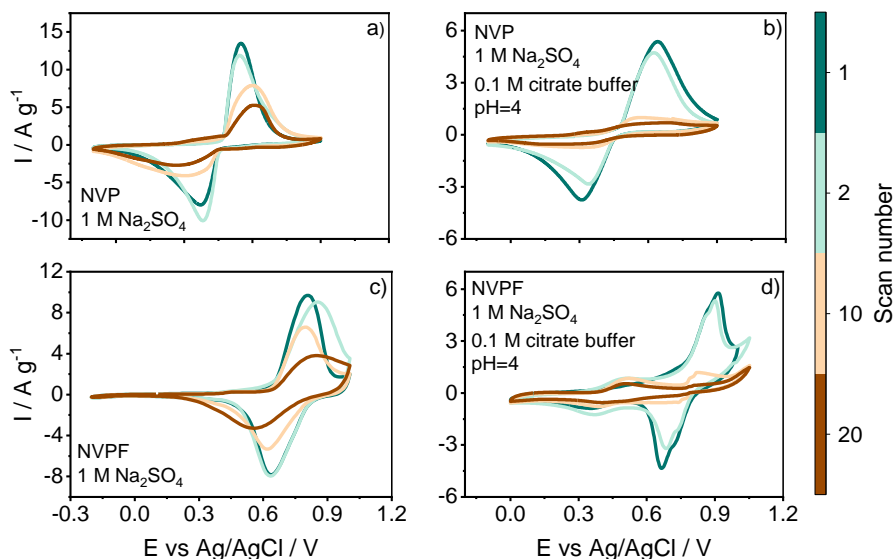 15
10
5
0
-5
-10
I / A g-1
a)
NVP
1 M Na2SO4
6
3
0
-3
-6
b)
NVP
1 M Na2SO4
0.1 M citrate buffer
pH=4
12
8
4
0
-4
-8
I / A g-1
c)
NVPF
1 M Na2SO4
-0.3
0.0
0.3
0.6
0.9
1.2
E vs Ag/AgCl / V
6
3
0
-3
-6
d)
NVPF
1 M Na2SO4
0.1 M citrate buffer
pH=4
0.0
0.3
0.6
0.9
1.2
E vs Ag/AgCl / V
1
2
10
20
Scan number